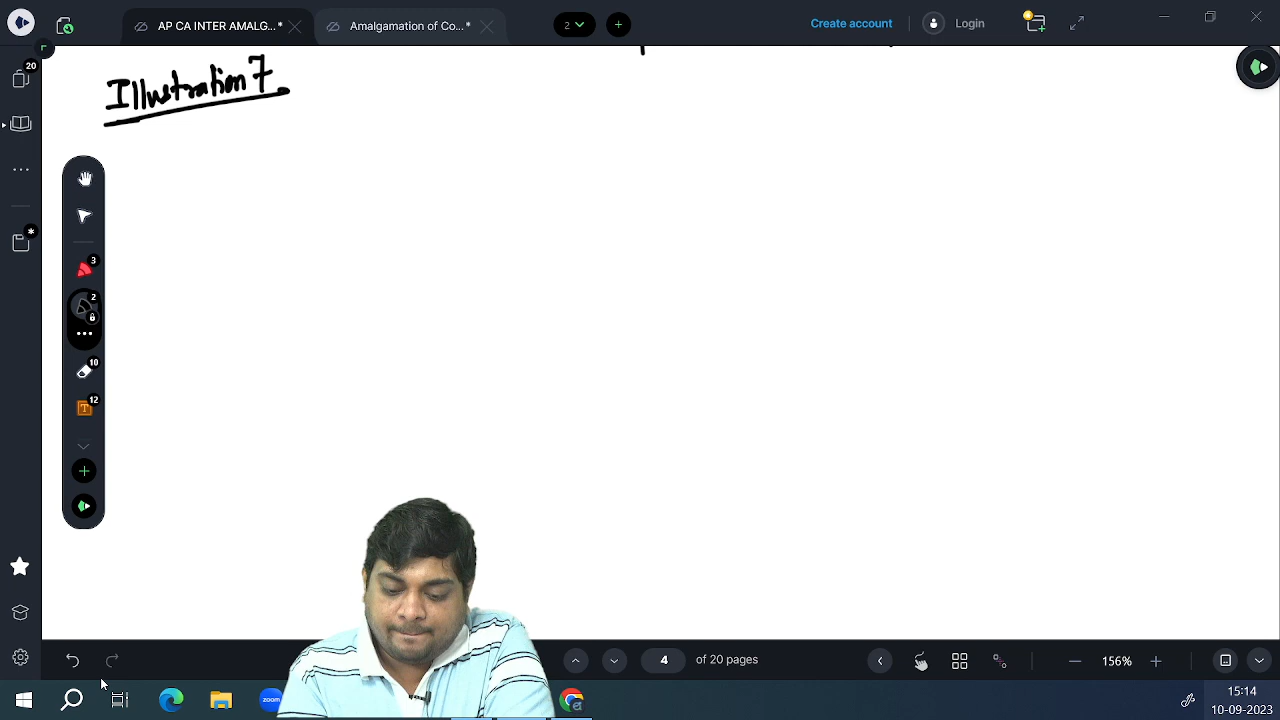 AP CA INTER AMALG..*
Amalgamation of Co...*
2
Create account
Login
20
Illustration 7
3
2
10
T
12
4
of 20 pages
156%
zoom
15:14
10-09-2023